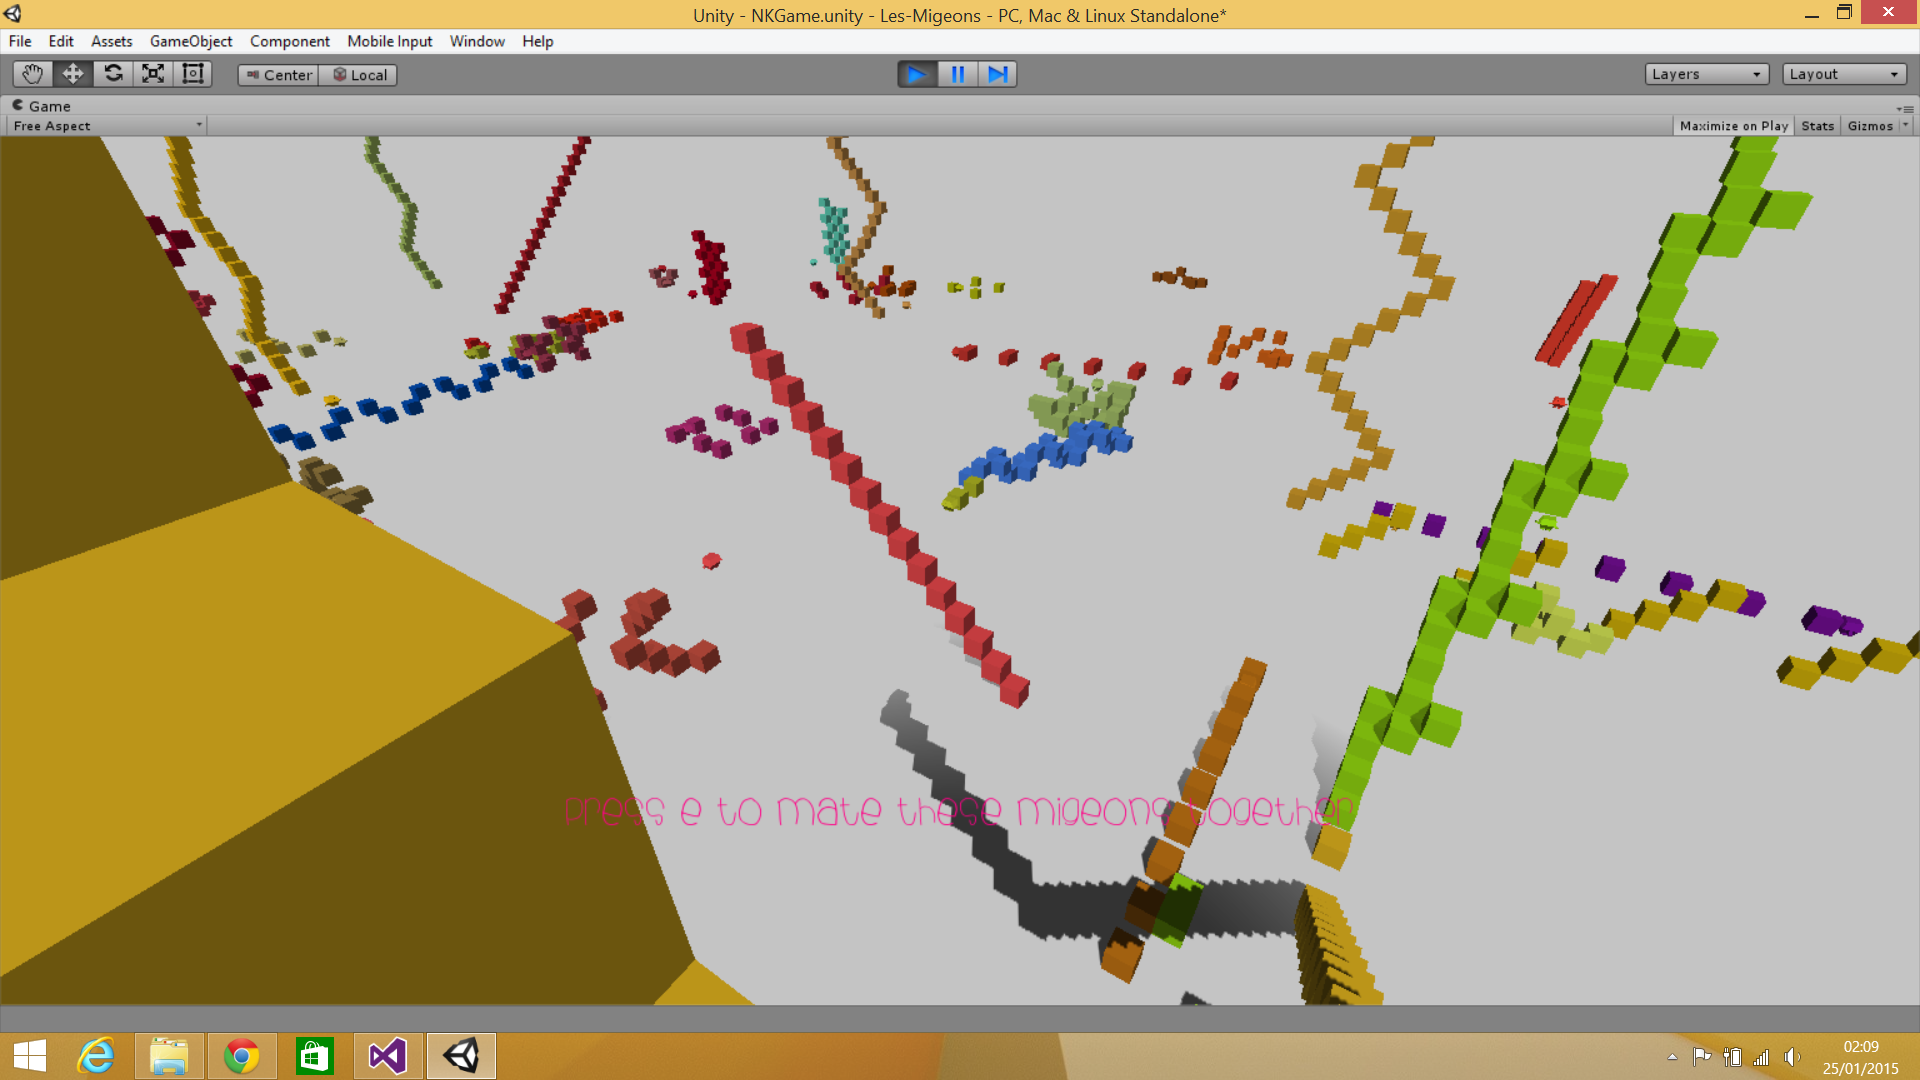 Unity - NKGame.unity - Les-Migeons - PC, Mac & Linux Standalone*
File Edit Assets GameObject Component Mobile Input Window Help
Center Local Layers Layout
Game
Free Aspect Maximize on Play Stats Gizmos
press e to mate these migeons together
02:09
25/01/2015